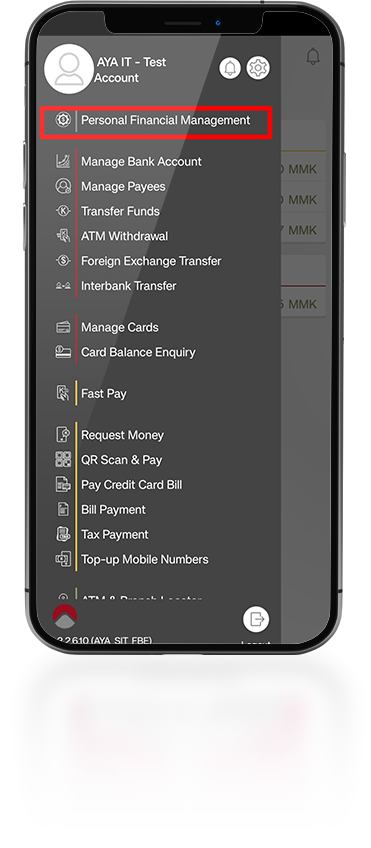 AYA IT - Test
Account
Personal Financial Management
Manage Bank Account
0 MMK
Manage Payees
0 MMK
Transfer Funds
ATM Withdrawal
7 MMK
Foreign Exchange Transfer
Interbank Transfer
5 MMK
Manage Cards
Card Balance Enquiry
Fast Pay
Request Money
QR Scan & Pay
Pay Credit Card Bill
Bill Payment
Tax Payment
Top-up Mobile Numbers
ATM & Branch Locator
2.2.610 (AYA_SIT_FBE)
Logout